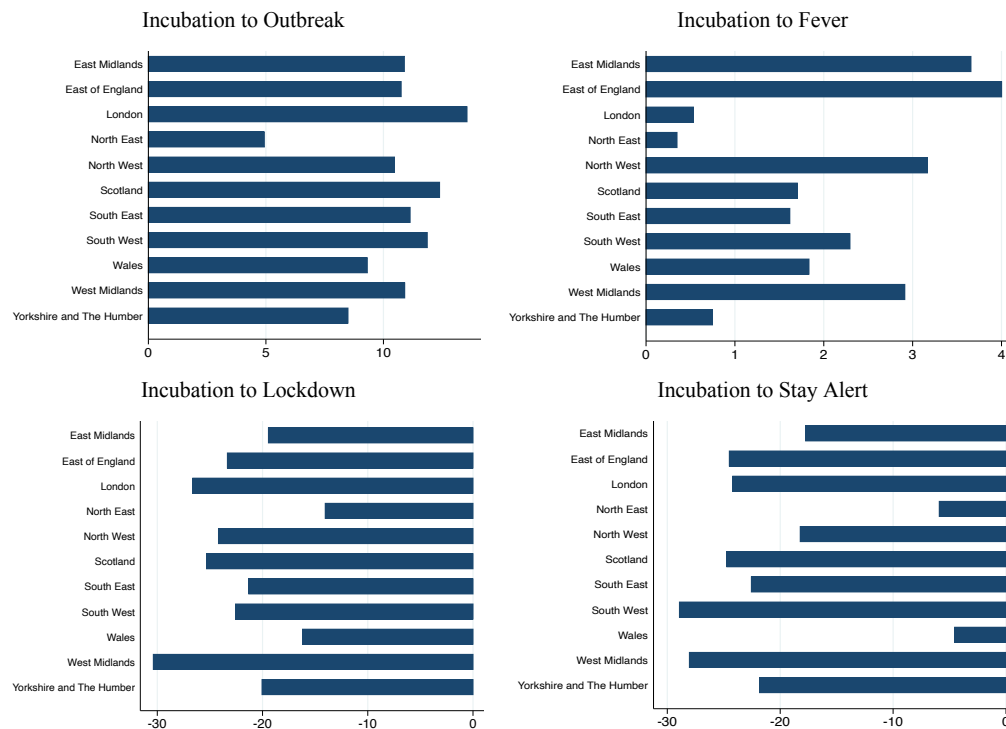 Incubation to Outbreak
East Midlands
East of England
London
North East
North West
Scotland
South East
South West
Wales
West Midlands
Yorkshire and The Humber
0 5 10
Incubation to Fever
East Midlands
East of England
London
North East
North West
Scotland
South East
South West
Wales
West Midlands
Yorkshire and The Humber
0 1 2 3 4
Incubation to Lockdown
East Midlands
East of England
London
North East
North West
Scotland
South East
South West
Wales
West Midlands
Yorkshire and The Humber
-30 -20 -10 0
Incubation to Stay Alert
East Midlands
East of England
London
North East
North West
Scotland
South East
South West
Wales
West Midlands
Yorkshire and The Humber
-30 -20 -10 0